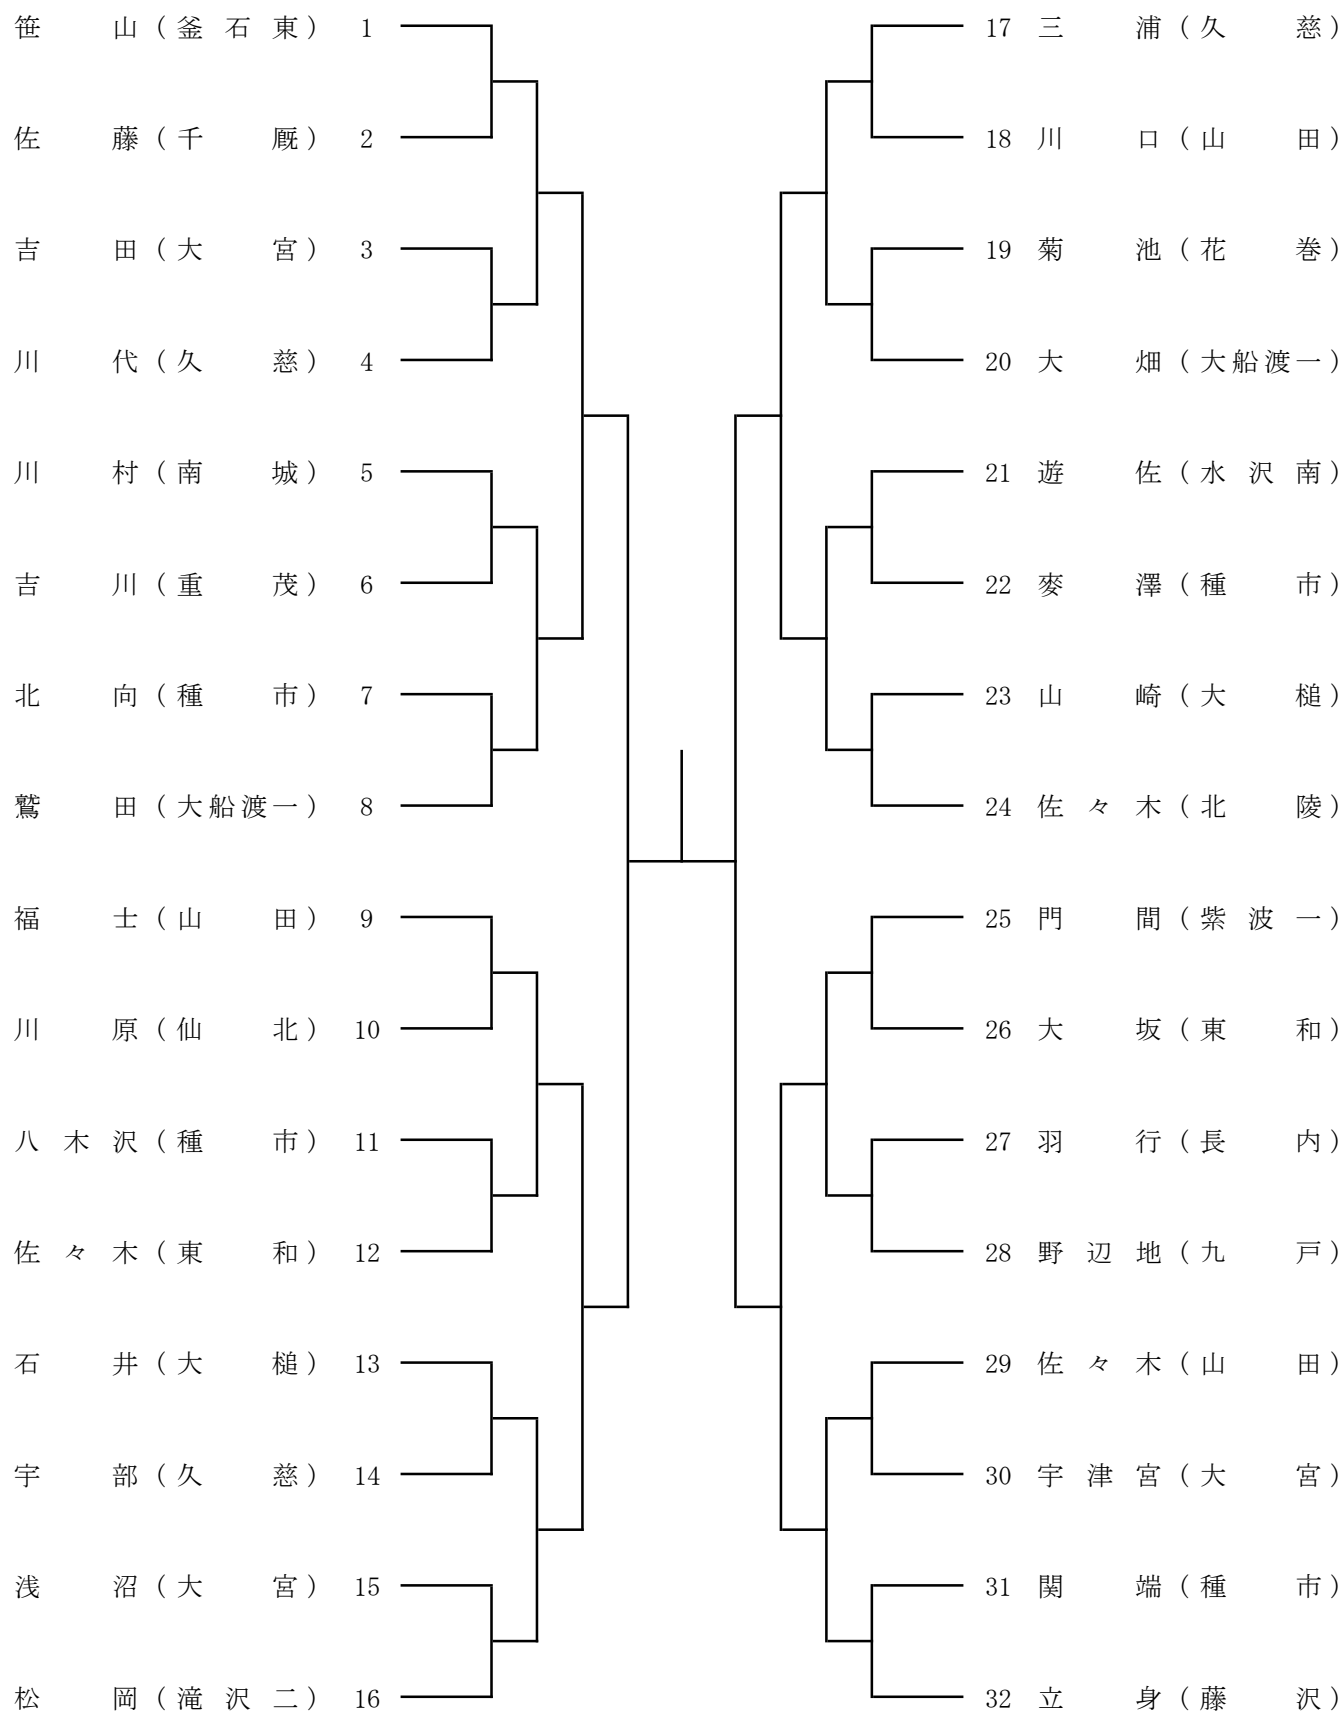 笹山（釜石東） 1
佐藤（千厩） 2
吉田（大宮） 3
川代（久慈） 4
川村（南城） 5
吉川（重茂） 6
北向（種市） 7
鷲田（大船渡一） 8
福士（山田） 9
川原（仙北） 10
八木沢（種市） 11
佐々木（東和） 12
石井（大槌） 13
宇部（久慈） 14
浅沼（大宮） 15
松岡（滝沢二） 16
17 三浦（久慈）
18 川口（山田）
19 菊池（花巻）
20 大畑（大船渡一）
21 遊佐（水沢南）
22 麥澤（種市）
23 山崎（大槌）
24 佐々木（北陵）
25 門間（紫波一）
26 大坂（東和）
27 羽行（長内）
28 野辺地（九戸）
29 佐々木（山田）
30 宇津宮（大宮）
31 関端（種市）
32 立身（藤沢）